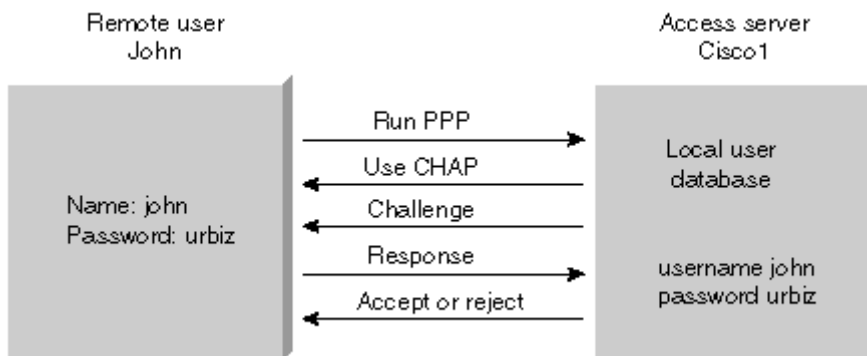 Remote user
John
Access server
Cisco1
Run PPP
Use CHAP
Challenge
Response
Accept or reject
Name: john
Password: urbiz
Local user
database
username john
password urbiz